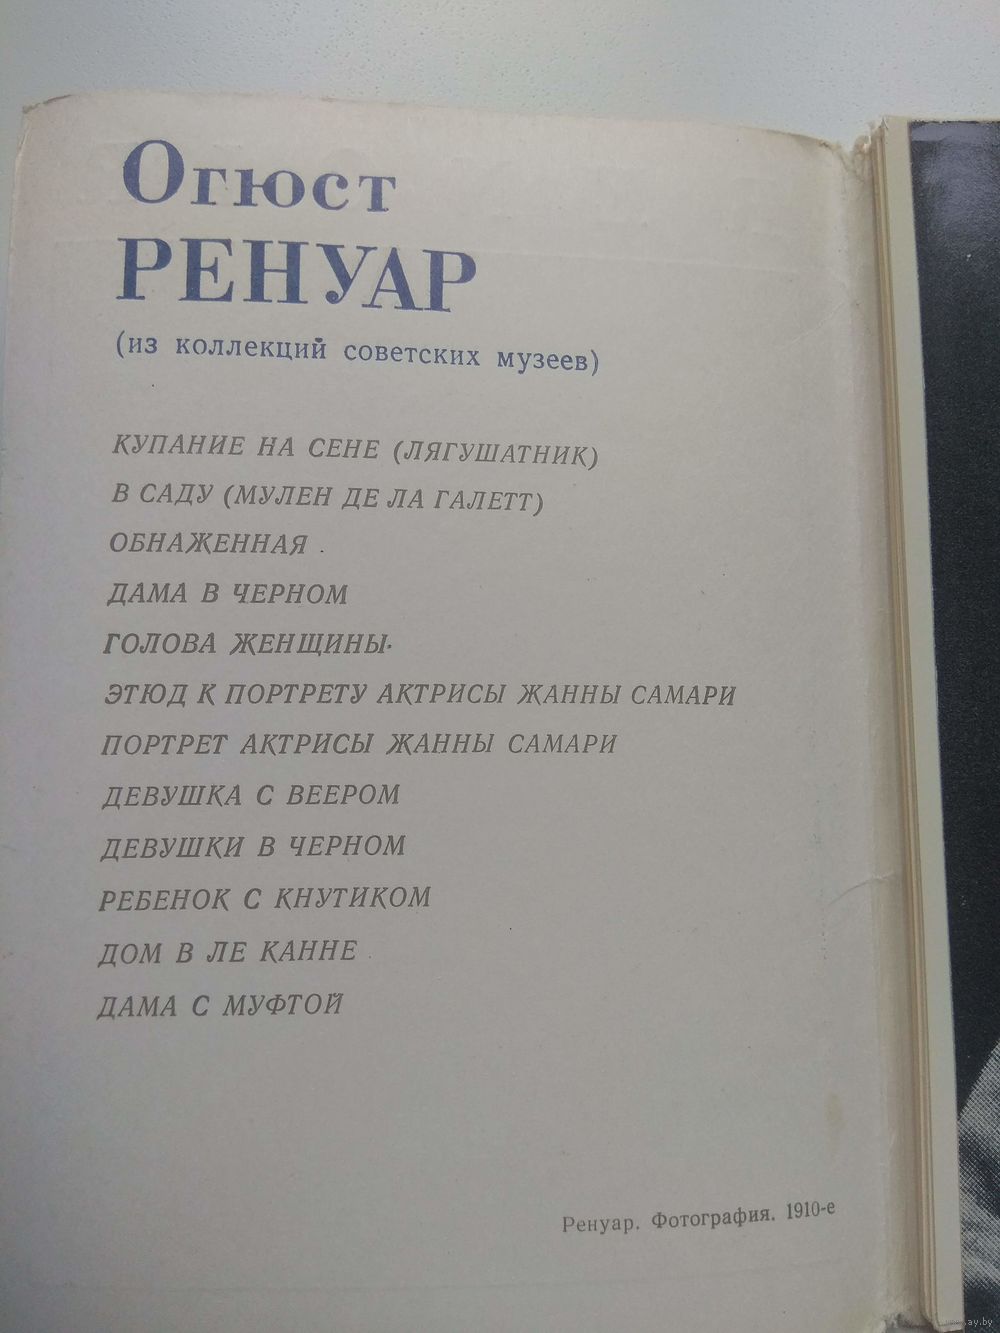 Огюст
РЕНУАР
(из коллекций советских музеев)
КУПАНИЕ НА СЕНЕ (ЛЯГУШАТНИК)
В САДУ (МУЛЕН ДЕ ЛА ГАЛЕТТ)
ОБНАЖЕННАЯ
ДАМА В ЧЕРНОМ
ГОЛОВА ЖЕНЩИНЫ
ЭТЮД К ПОРТРЕТУ АКТРИСЫ ЖАННЫ САМАРИ
ПОРТРЕТ АКТРИСЫ ЖАННЫ САМАРИ
ДЕВУШКА С ВЕЕРОМ
ДЕВУШКИ В ЧЕРНОМ
РЕБЕНОК С КНУТИКОМ
ДОМ В ЛЕ КАННЕ
ДАМА С МУФТОЙ
Ренуар. Фотография. 1910-е